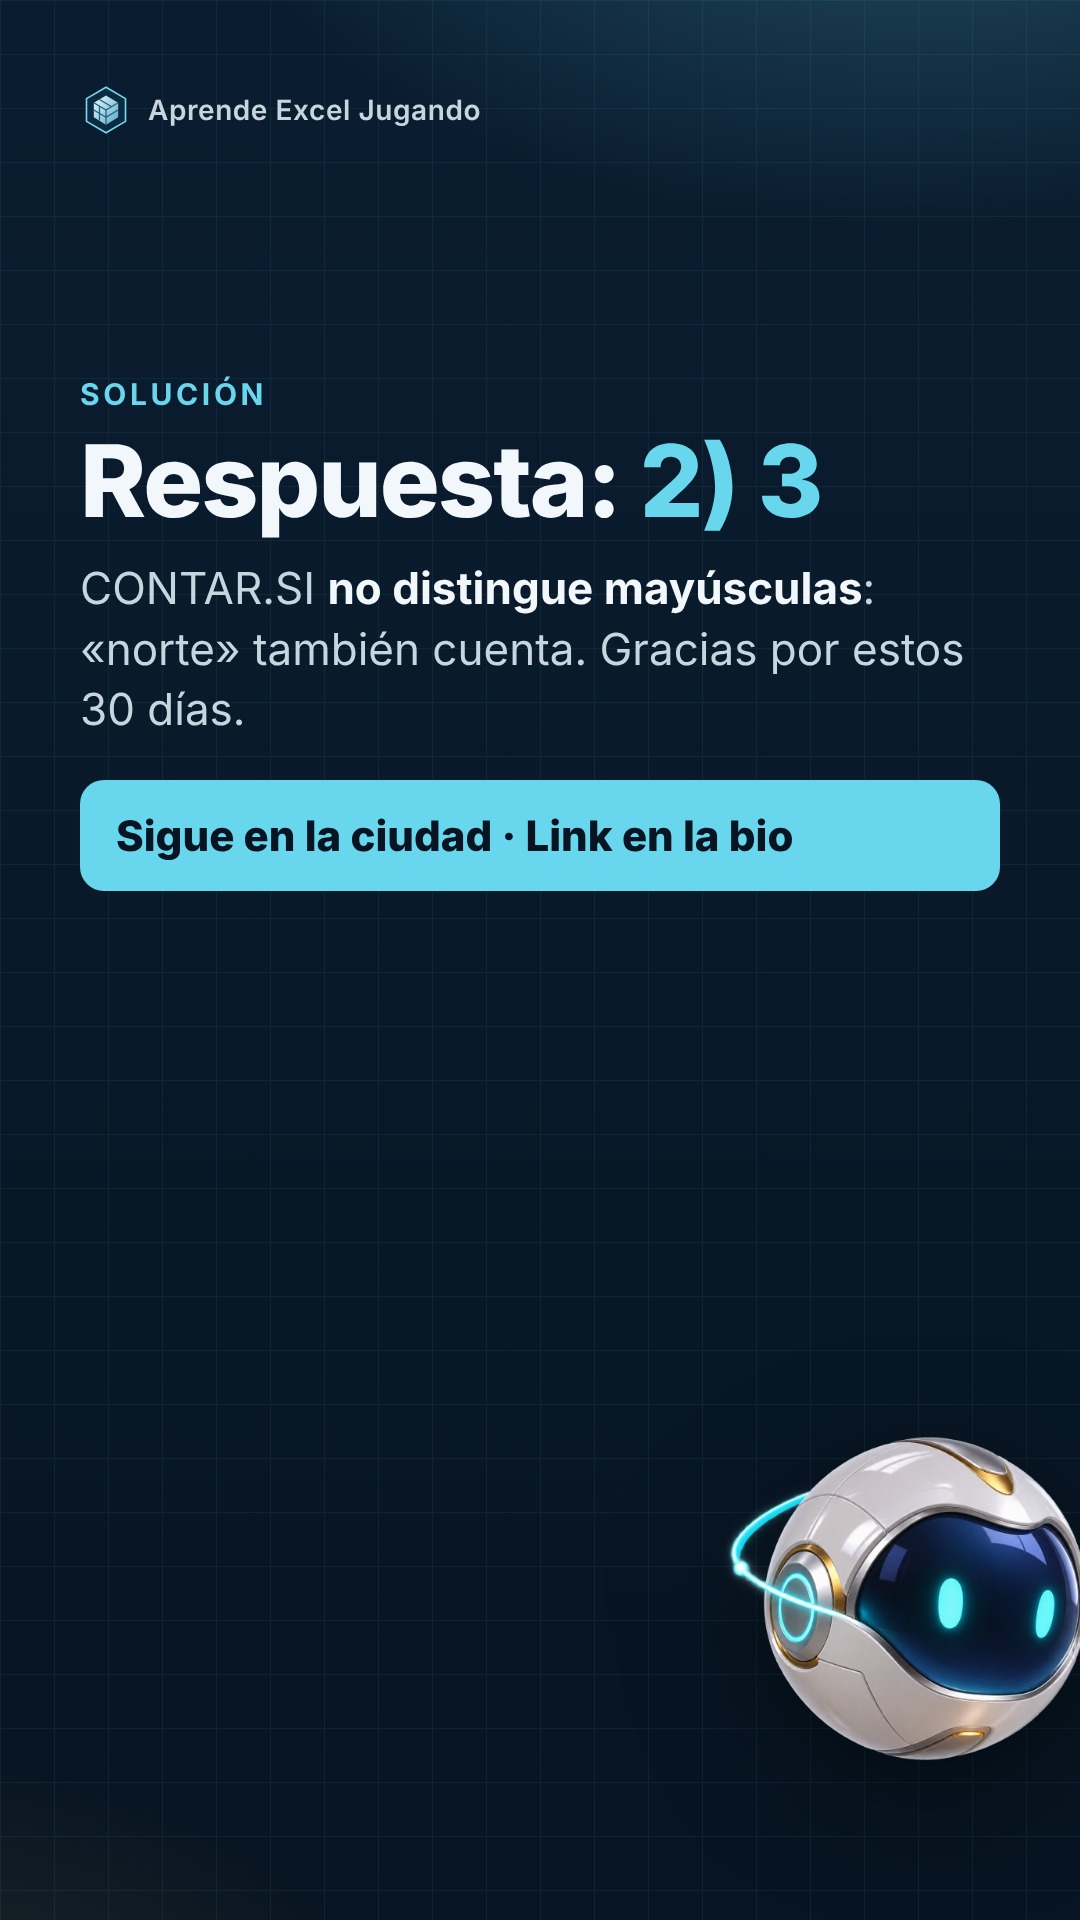 Aprende Excel Jugando
SOLUCIÓN
Respuesta: 2) 3
CONTAR.SI no distingue mayúsculas:
«norte» también cuenta. Gracias por estos
30 días.
Sigue en la ciudad · Link en la bio